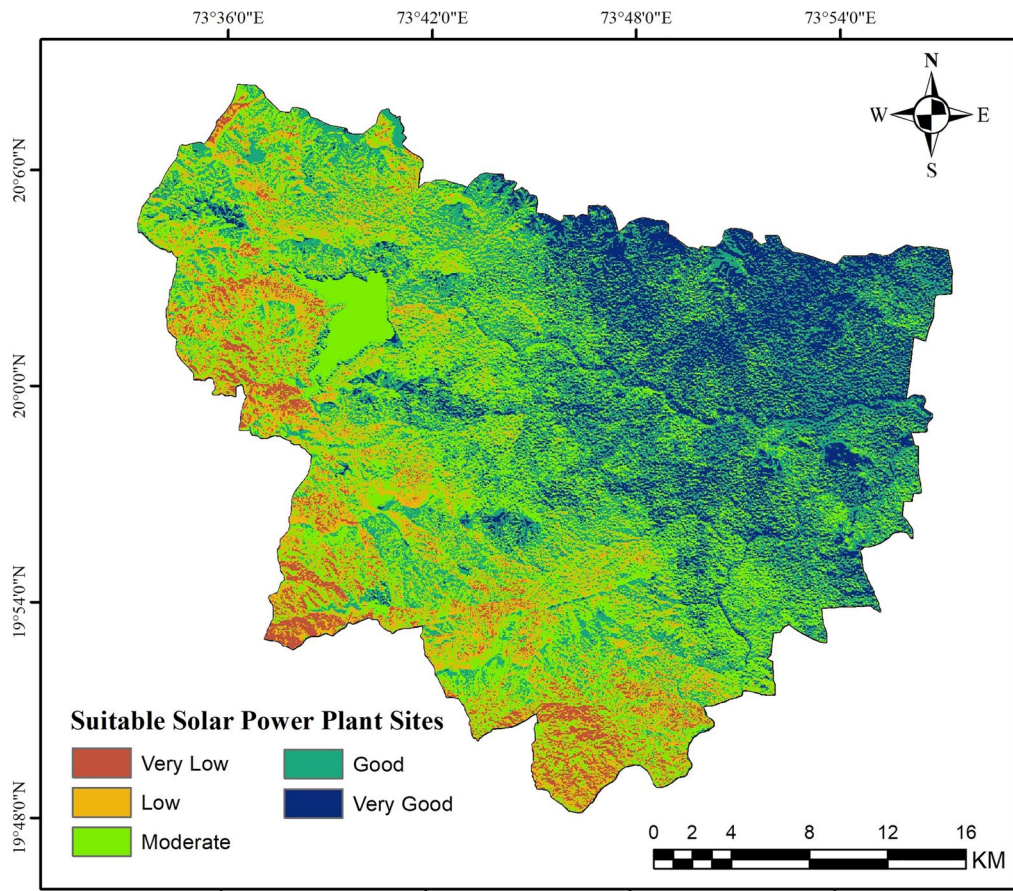 73°36'0"E 73°42'0"E 73°48'0"E 73°54'0"E
N
W E
S
20°6'0"N
20°0'0"N
19°54'0"N
19°48'0"N
Suitable Solar Power Plant Sites
Very Low
Low
Moderate
Good
Very Good
0 2 4 8 12 16
KM